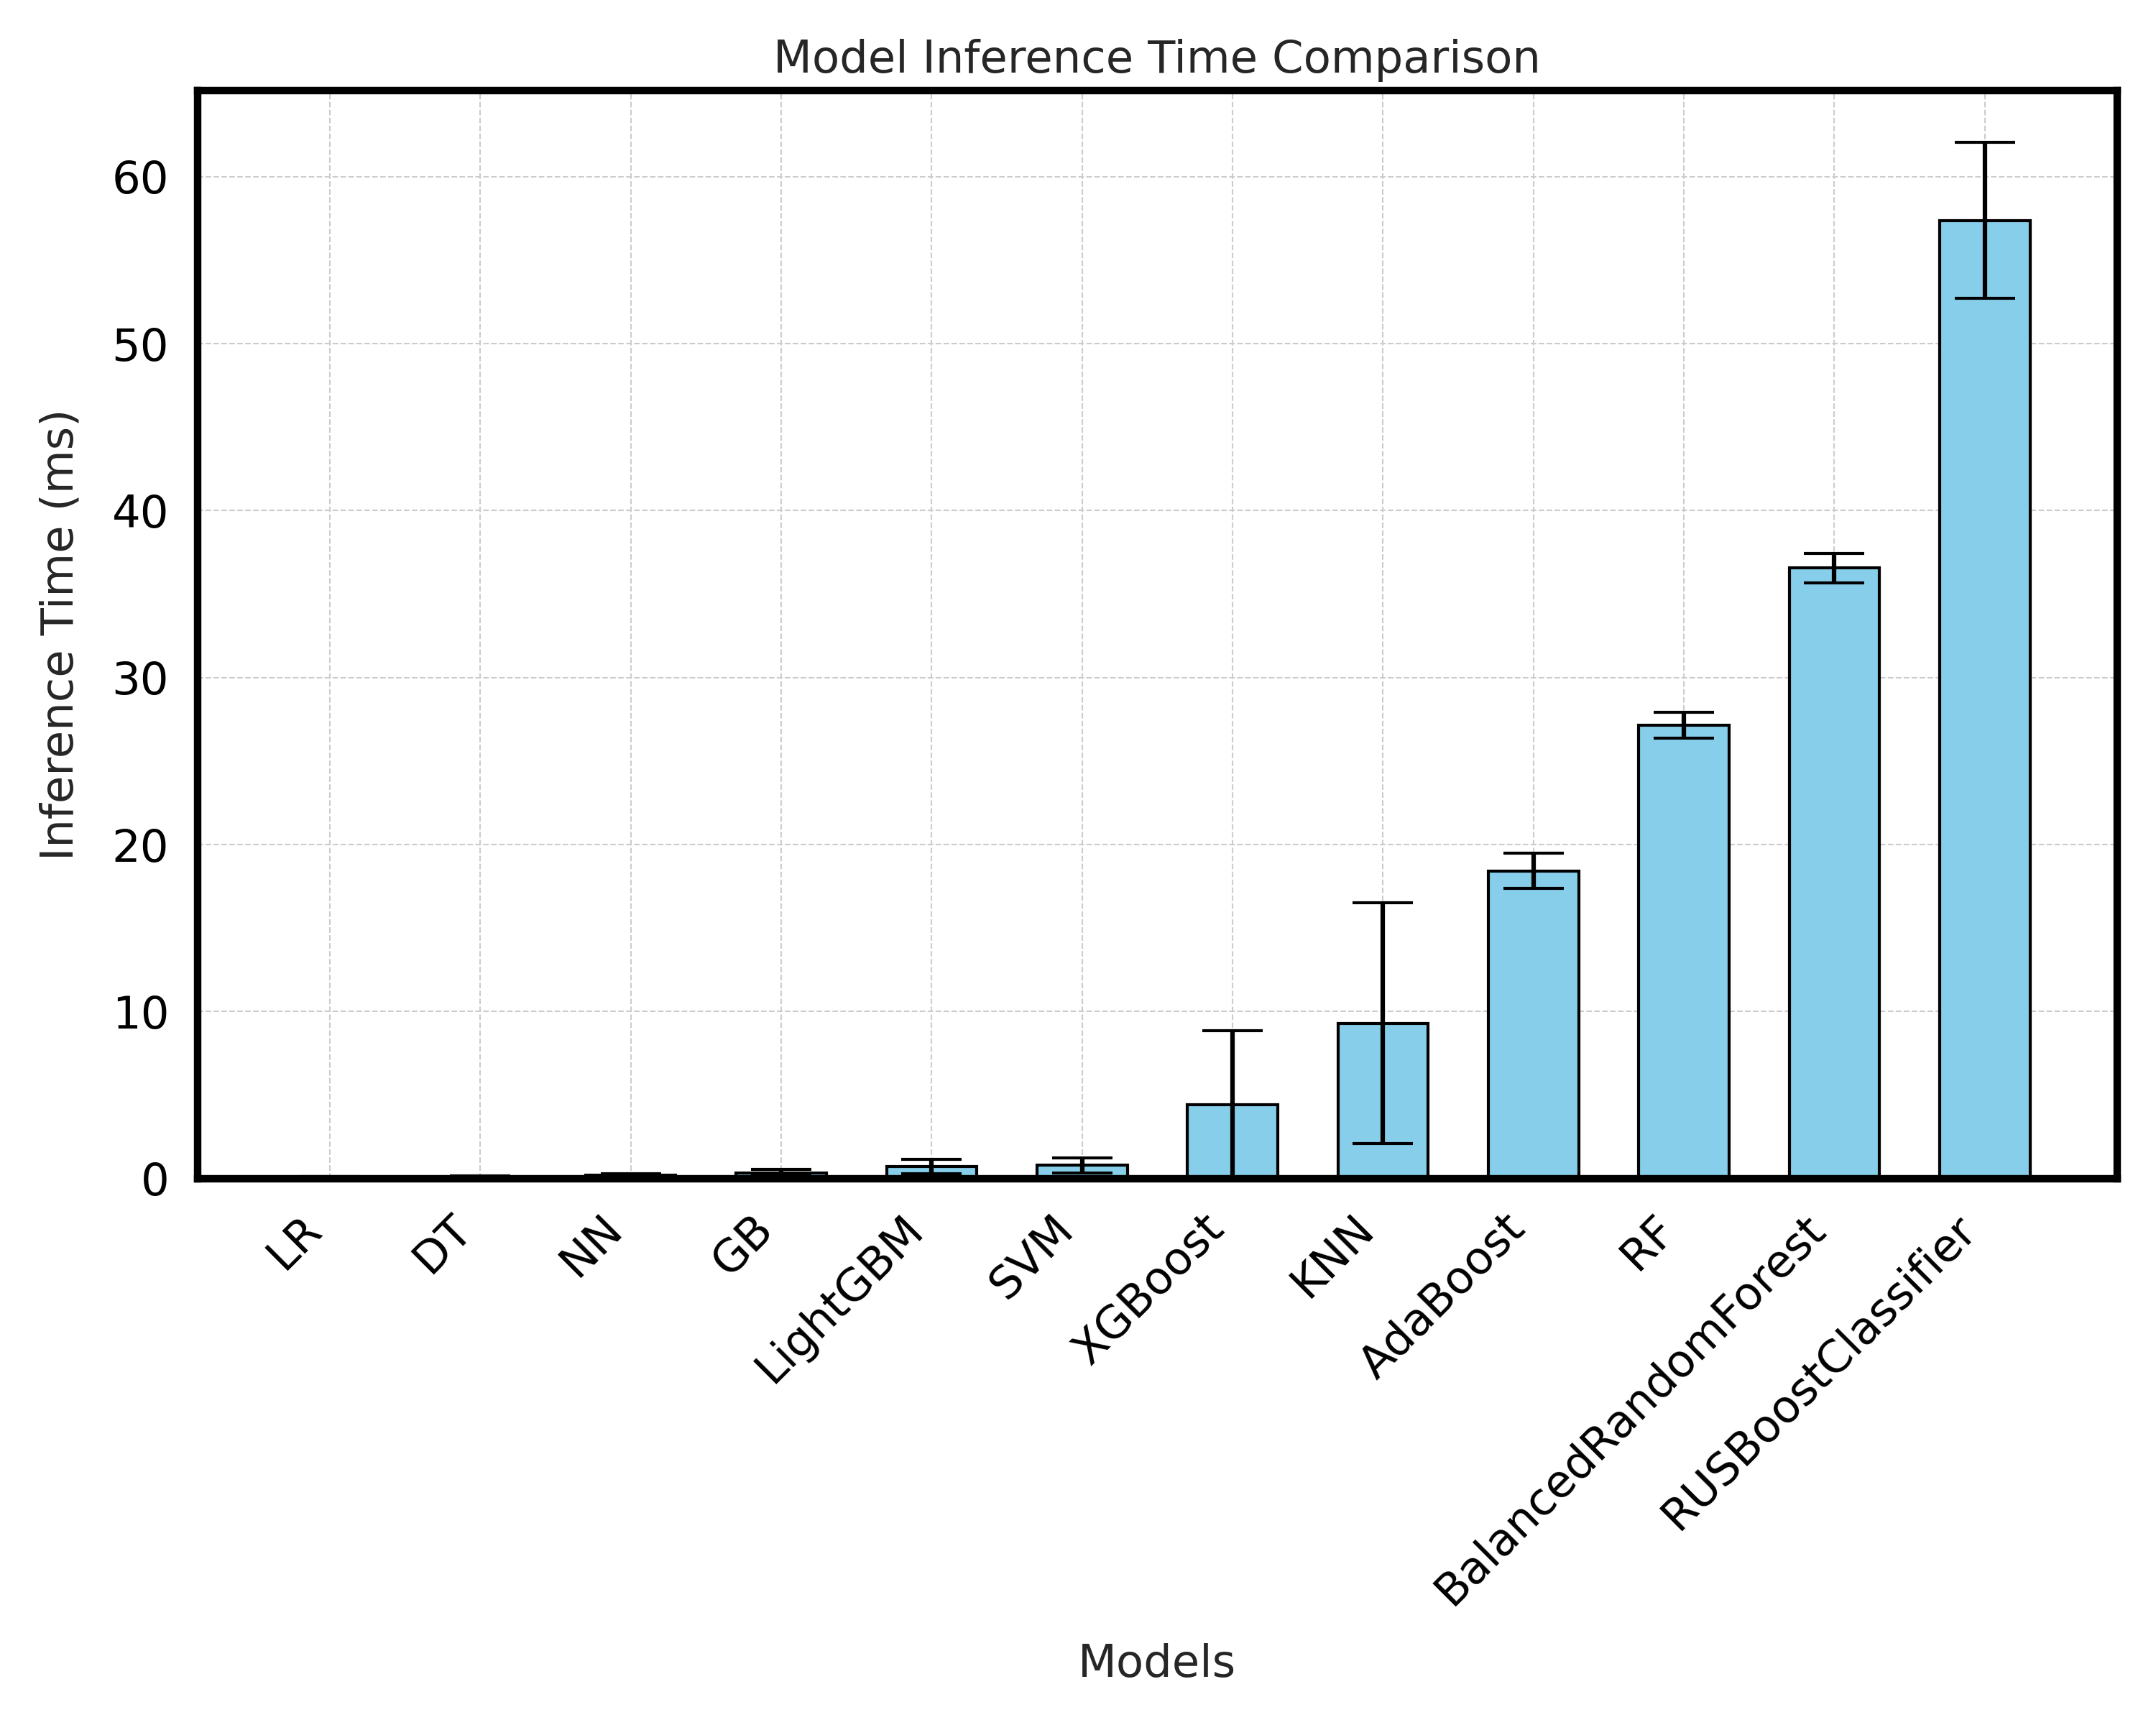 Model Inference Time Comparison
Inference Time (ms)
60
50
40
30
20
10
0
LR
DT
NN
GB
LightGBM
SVM
XGBoost
KNN
AdaBoost
RF
BalancedRandomForest
RUSBoostClassifier
Models